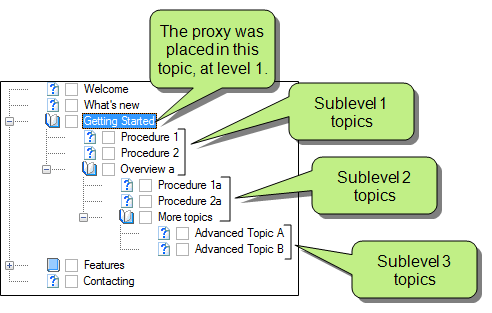 The proxy was
placed in this
topic, at level 1.
Welcome
What's new
Getting Started
Sublevel 1
topics
Procedure 1
Procedure 2
Overview a
Sublevel 2
topics
Procedure 1a
Procedure 2a
More topics
Advanced Topic A
Advanced Topic B
Sublevel 3
topics
Features
Contacting